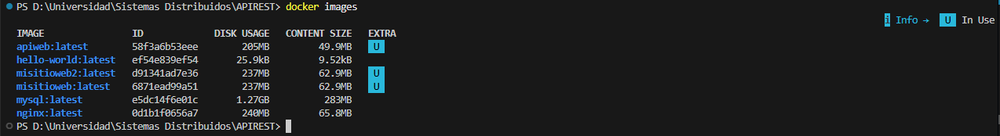 PS D:\Universidad\Sistemas Distribuidos\APIREST> docker images
i Info → U In Use
IMAGE ID DISK USAGE CONTENT SIZE EXTRA
apiweb:latest 58f3a6b53eee 205MB 49.9MB U
hello-world:latest ef54e839ef54 25.9kB 9.52kB
misitioweb2:latest d91341ad7e36 237MB 62.9MB U
misitioweb:latest 6871ead99a51 237MB 62.9MB U
mysql:latest e5dc14f6e01c 1.27GB 283MB
nginx:latest 0d1b1f0656a7 240MB 65.8MB
PS D:\Universidad\Sistemas Distribuidos\APIREST>